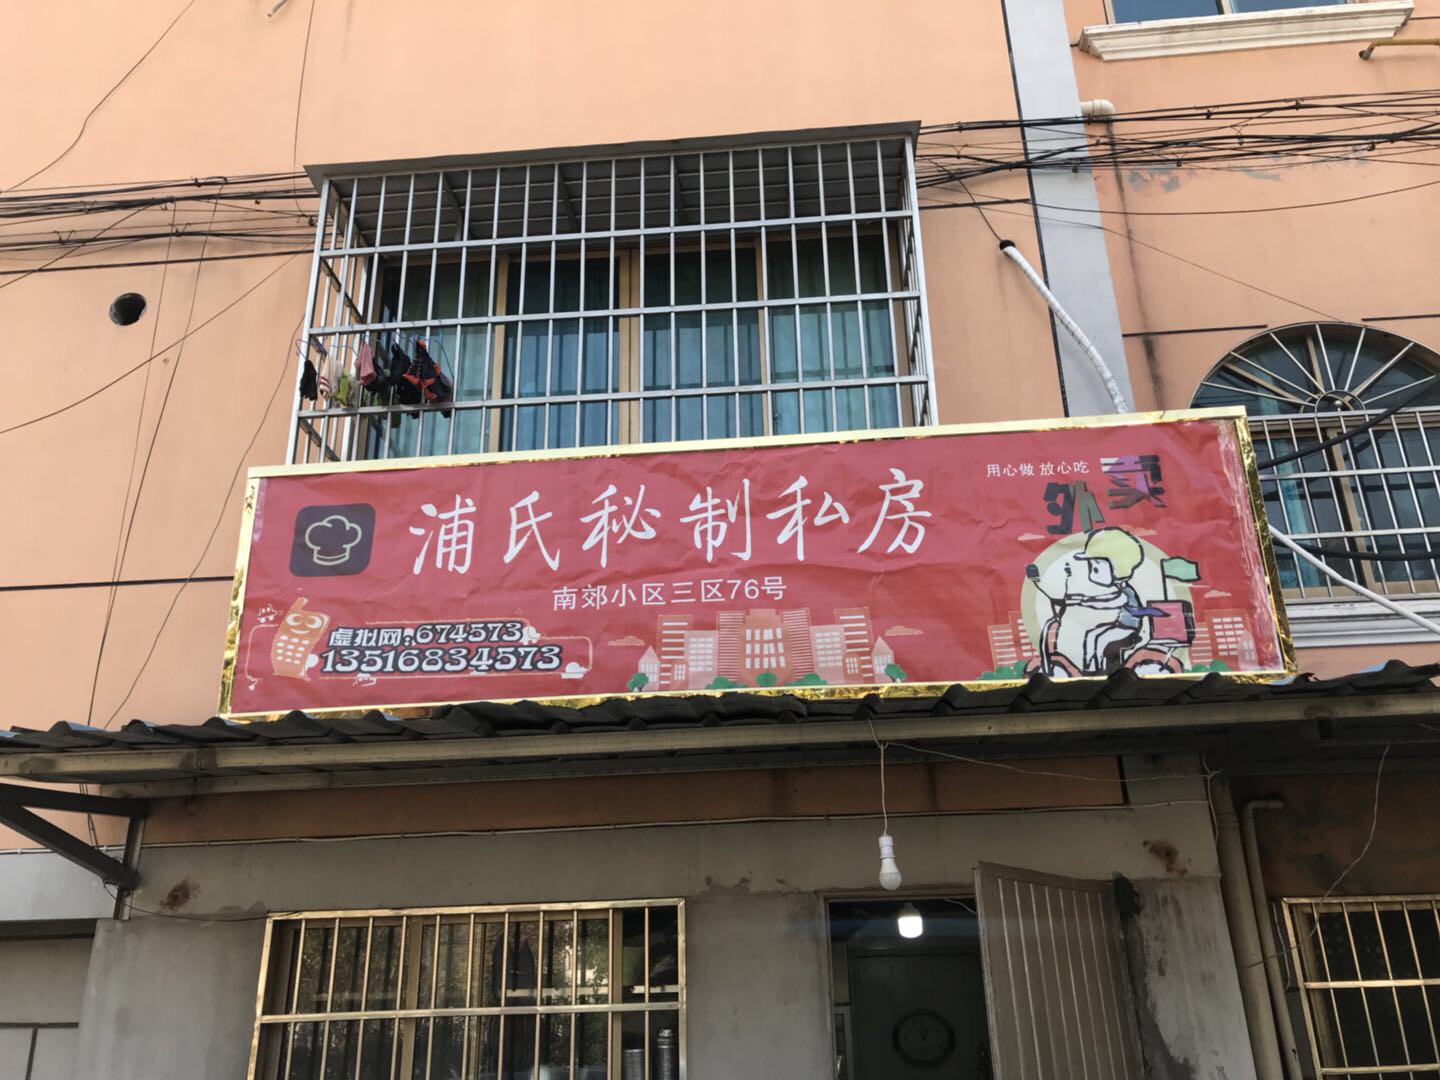 浦氏秘制私房
用心做 放心吃
外卖
南郊小区三区76号
虚拟网:674573
13516834573